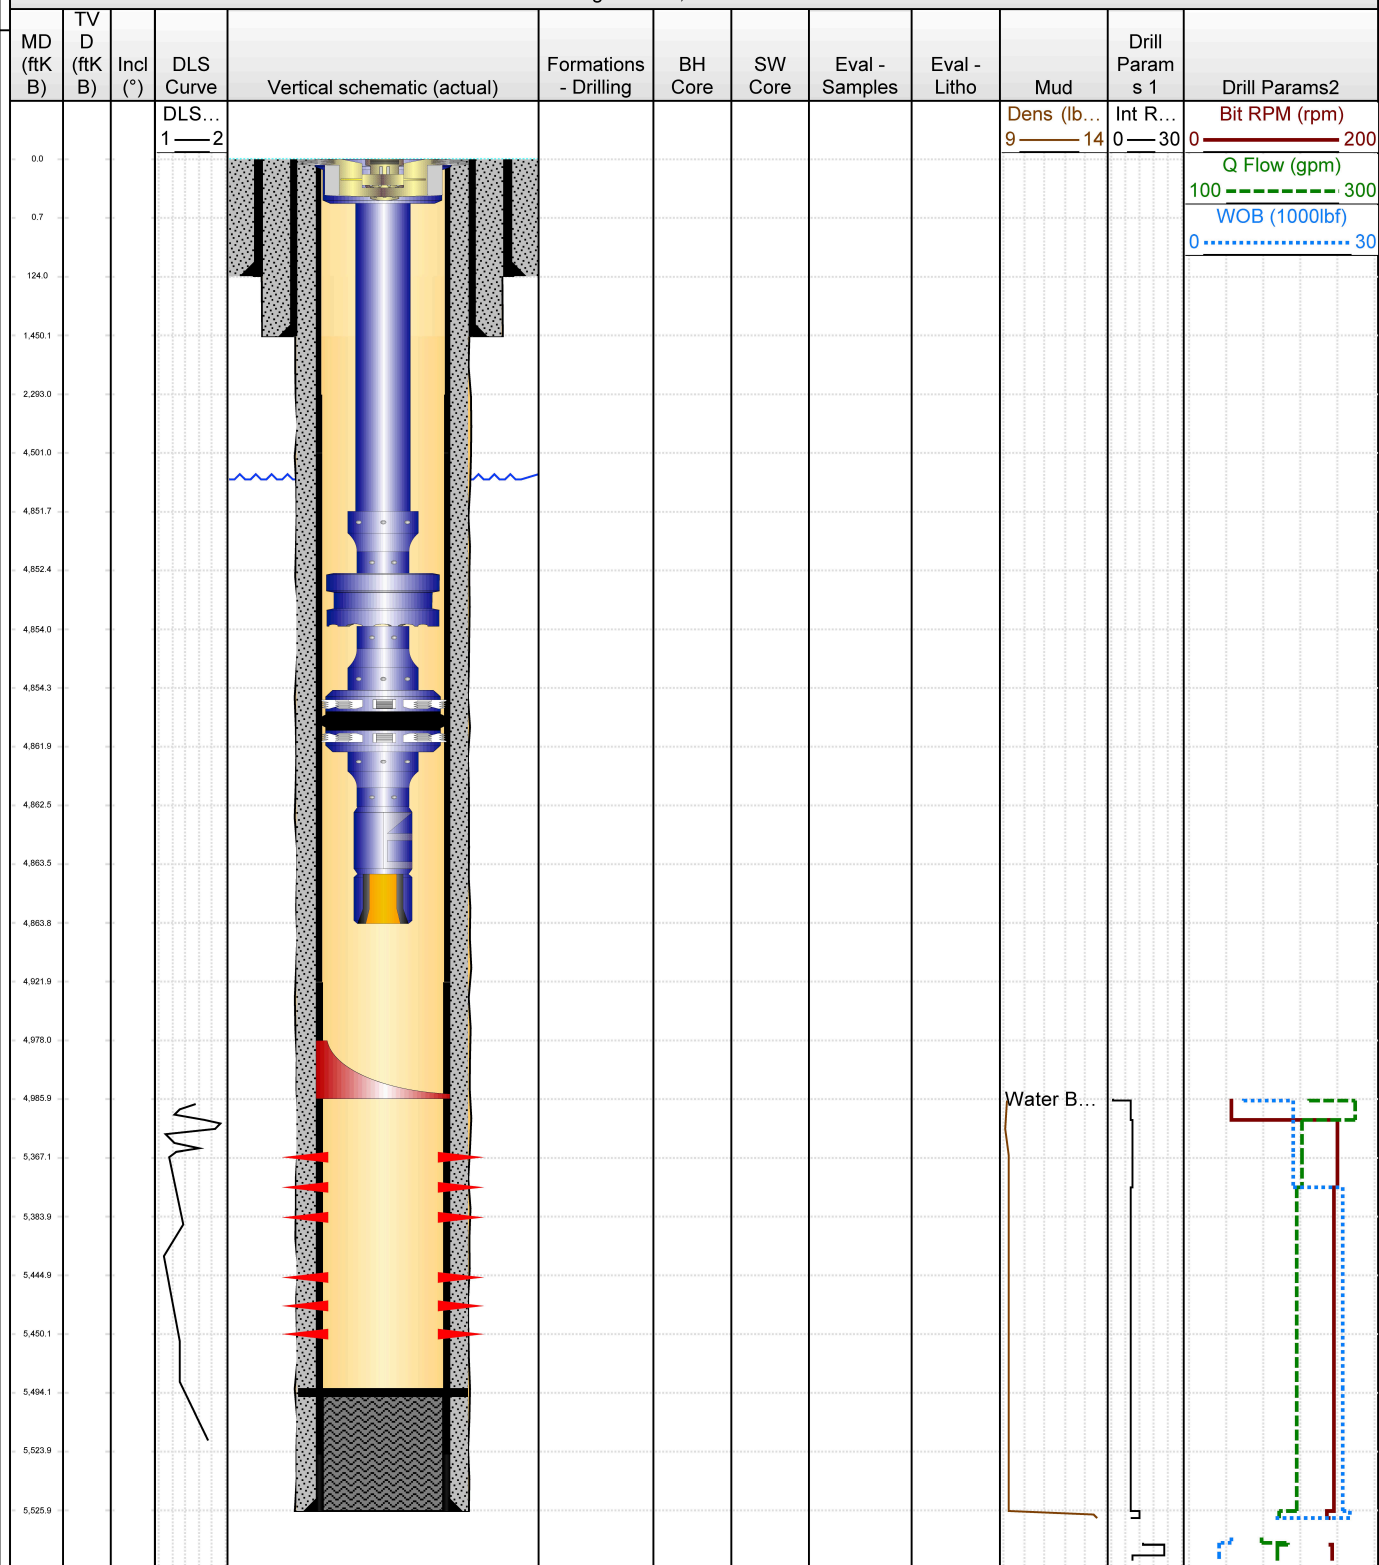 MD
(ftK
B)
TV
D
(ftK
B)
Incl
(°)
DLS
Curve
Vertical schematic (actual)
Formations
- Drilling
BH
Core
SW
Core
Eval -
Samples
Eval -
Litho
Mud
Drill
Param
s 1
Drill Params2
DLS...
1 2
Dens (lb...
9 14
Int R...
0 30
Bit RPM (rpm)
0 200
Q Flow (gpm)
100 300
WOB (1000lbf)
0 30
0.0
0.7
124.0
1,450.1
2,293.0
4,501.0
4,851.7
4,852.4
4,854.0
4,854.3
4,861.9
4,862.5
4,863.5
4,863.8
4,921.9
4,978.0
4,985.9
Water B...
5,367.1
5,383.9
5,444.9
5,450.1
5,494.1
5,523.9
5,525.9